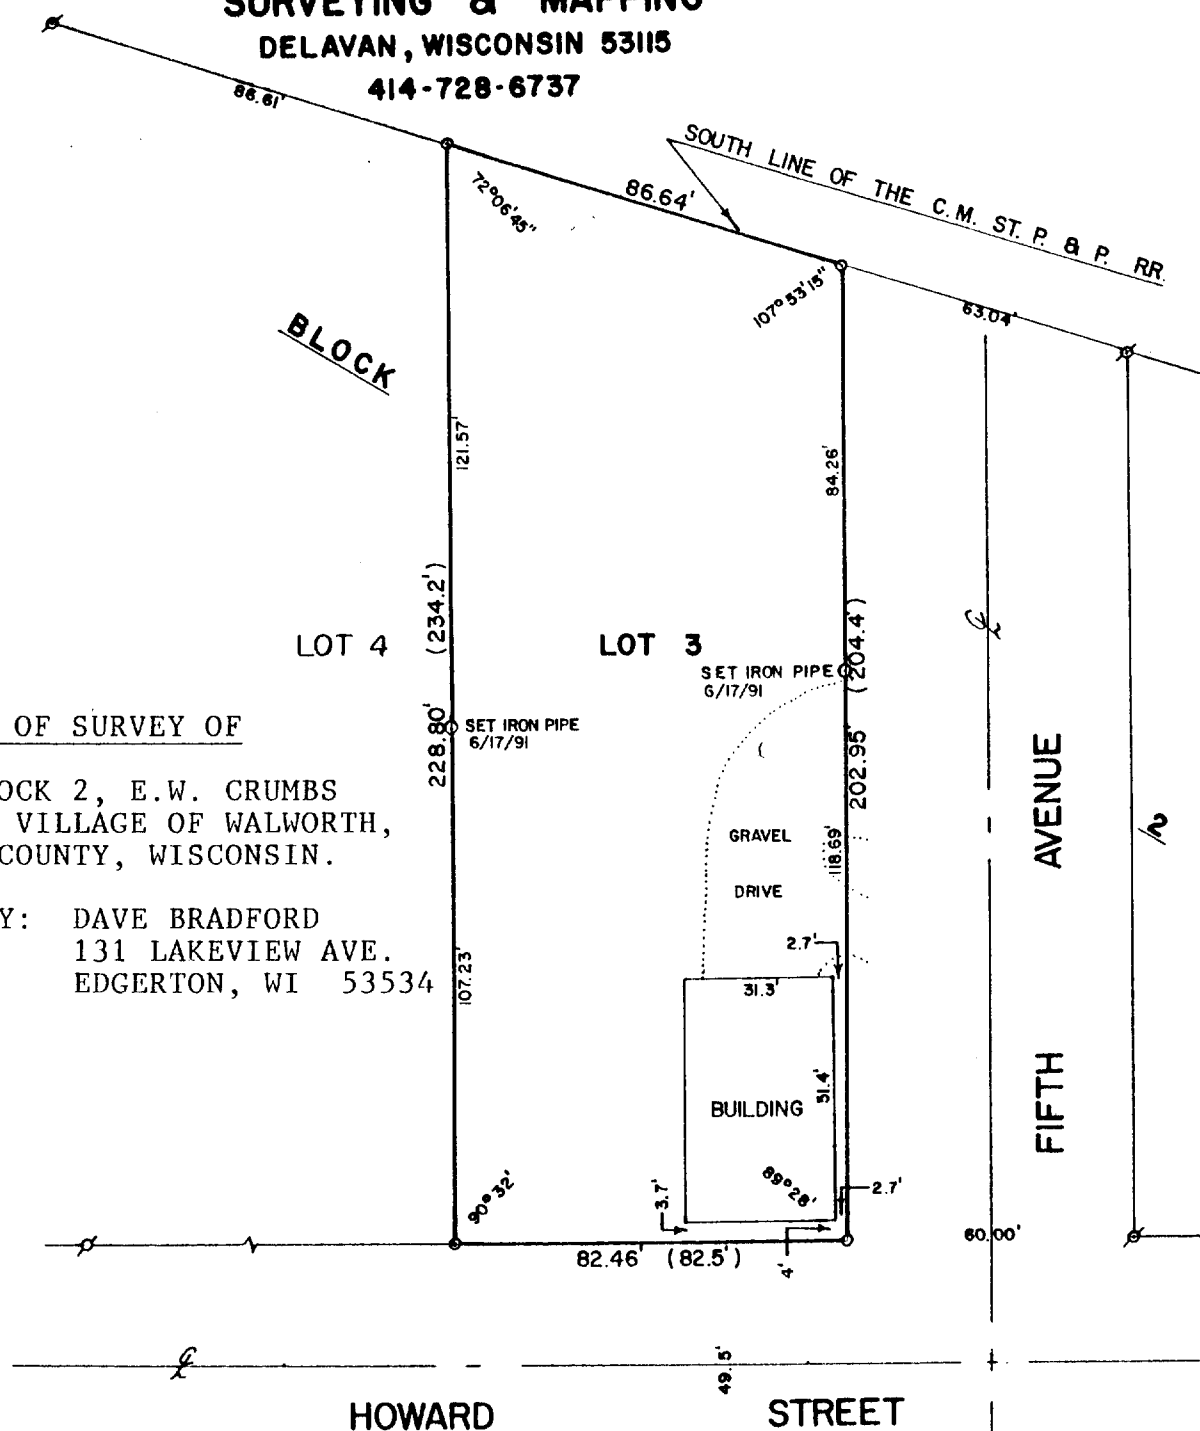 SURVEYING & MAPPING
DELAVAN, WISCONSIN 53115
414-728-6737
86.61'
SOUTH LINE OF THE C.M. ST. P. & P. RR.
86.64'
72°06'45"
107°53'15"
63.04'
BLOCK
121.57'
84.26'
(234.2')
(204.4')
LOT 4
LOT 3
SET IRON PIPE
6/17/91
SET IRON PIPE
6/17/91
228.80'
202.95'
OF SURVEY OF
OCK 2, E.W. CRUMBS
VILLAGE OF WALWORTH,
COUNTY, WISCONSIN.
Y: DAVE BRADFORD
131 LAKEVIEW AVE.
EDGERTON, WI 53534
GRAVEL
DRIVE
118.69'
FIFTH AVENUE
2
2.7'
107.23'
31.3'
51.4'
BUILDING
89°28'
90°32'
3.7'
2.7'
82.46' (82.5')
4'
60.00'
49.5'
HOWARD STREET